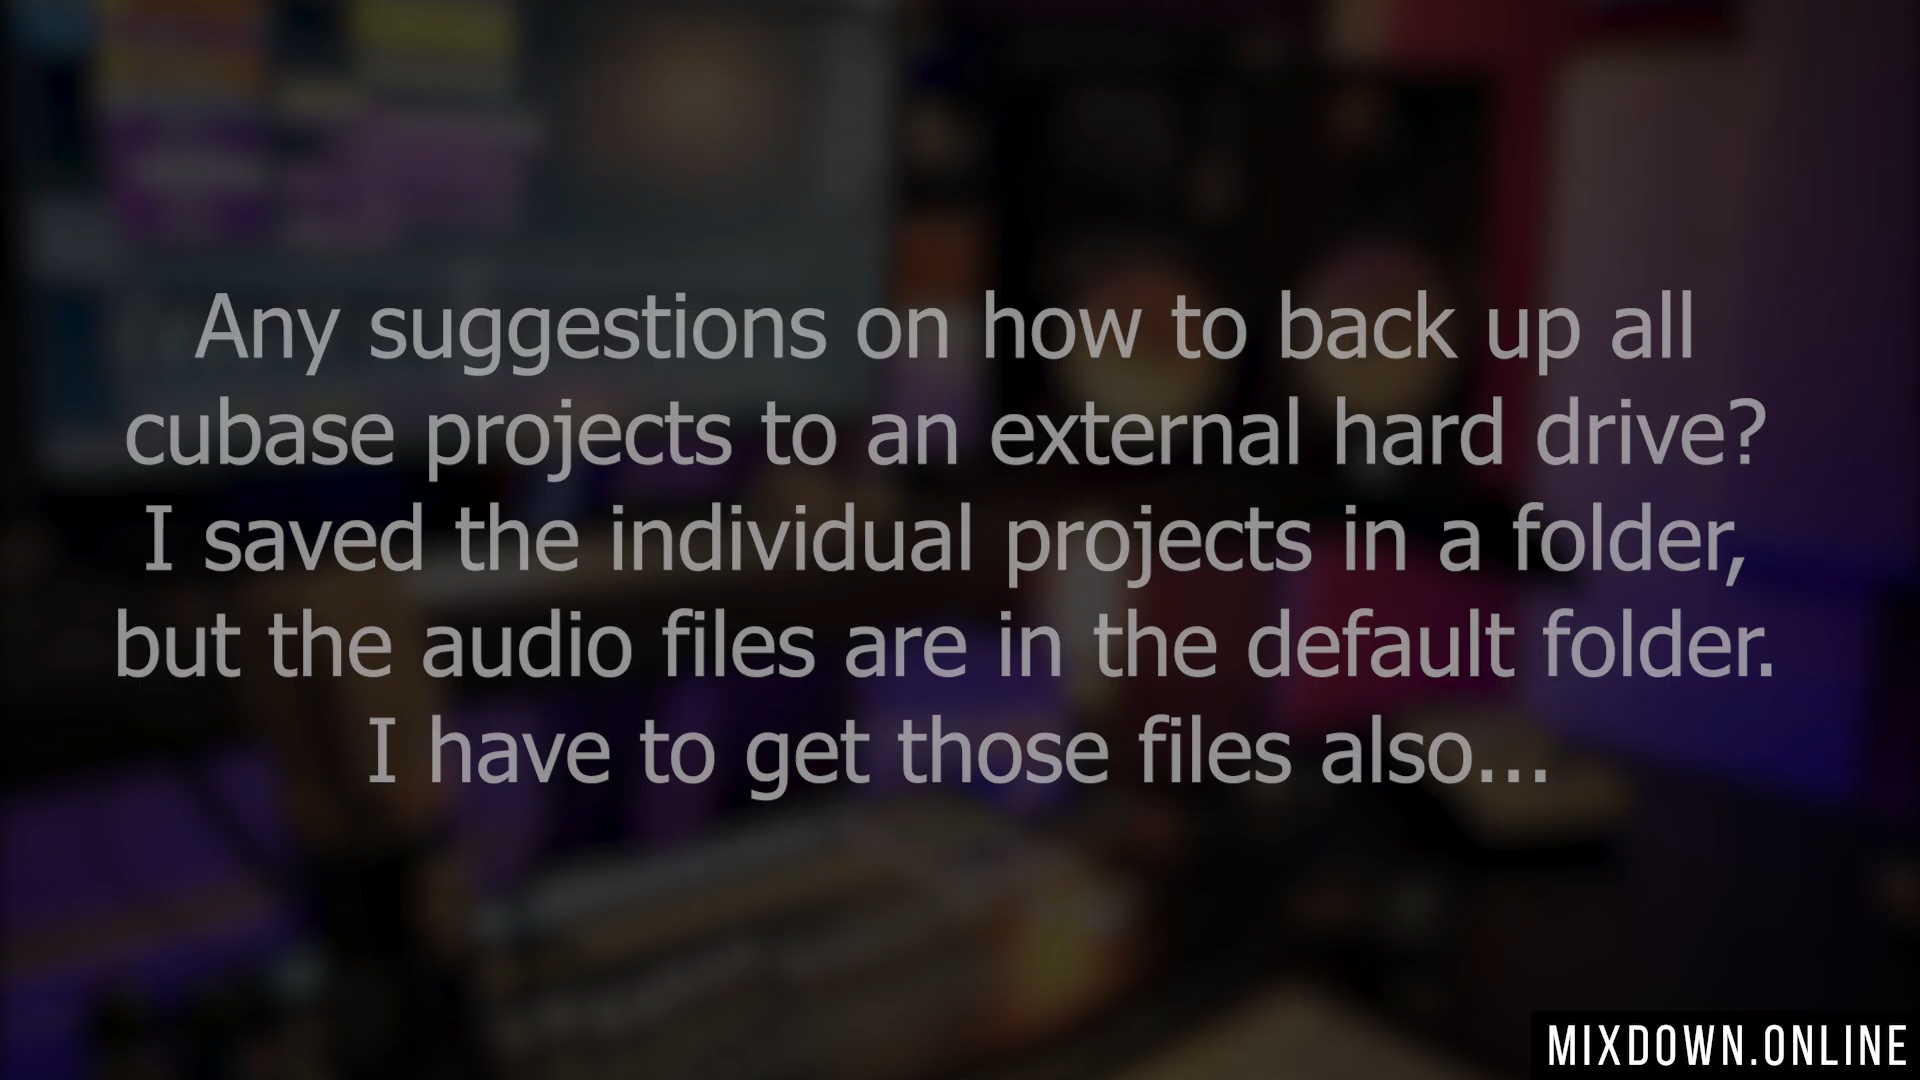 Any suggestions on how to back up all
cubase projects to an external hard drive?
I saved the individual projects in a folder,
but the audio files are in the default folder.
I have to get those files also...
MIXDOWN.ONLINE